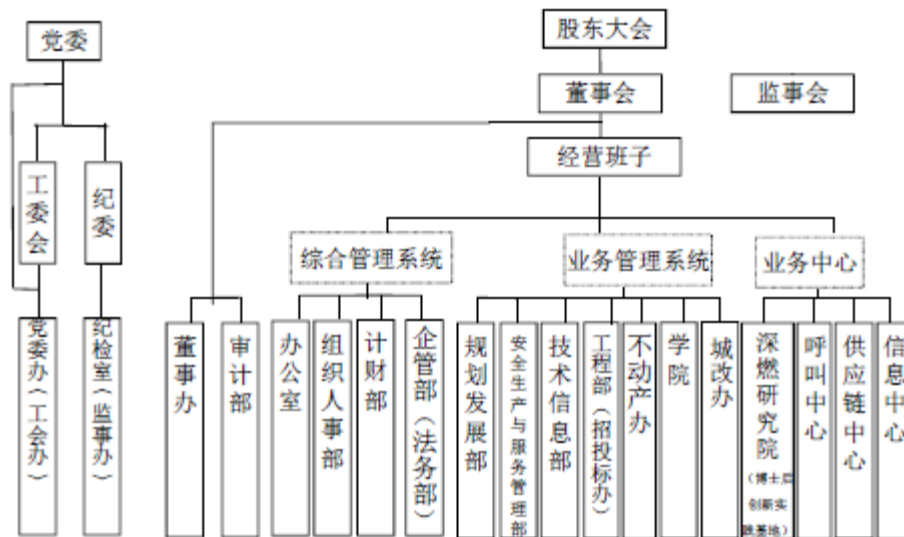 党委
股东大会
董事会
监事会
经营班子
工委会
纪委
综合管理系统
业务管理系统
业务中心
党委办（工会办）
纪检室（监事办）
董事办
审计部
办公室
组织人事部
计财部
企管部（法务部）
规划发展部
安全生产与服务管理部
技术信息部
工程部（招投标办）
不动产办
学院
城改办
深燃研究院
（博士后
创新实
践基地）
呼叫中心
供应链中心
信息中心